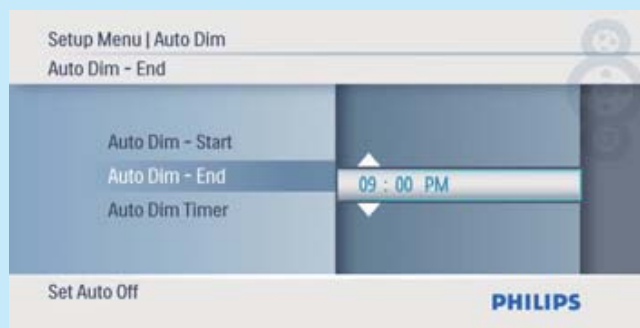 Setup Menu | Auto Dim
Auto Dim - End
Auto Dim - Start
Auto Dim - End
09 : 00 PM
Auto Dim Timer
Set Auto Off
PHILIPS